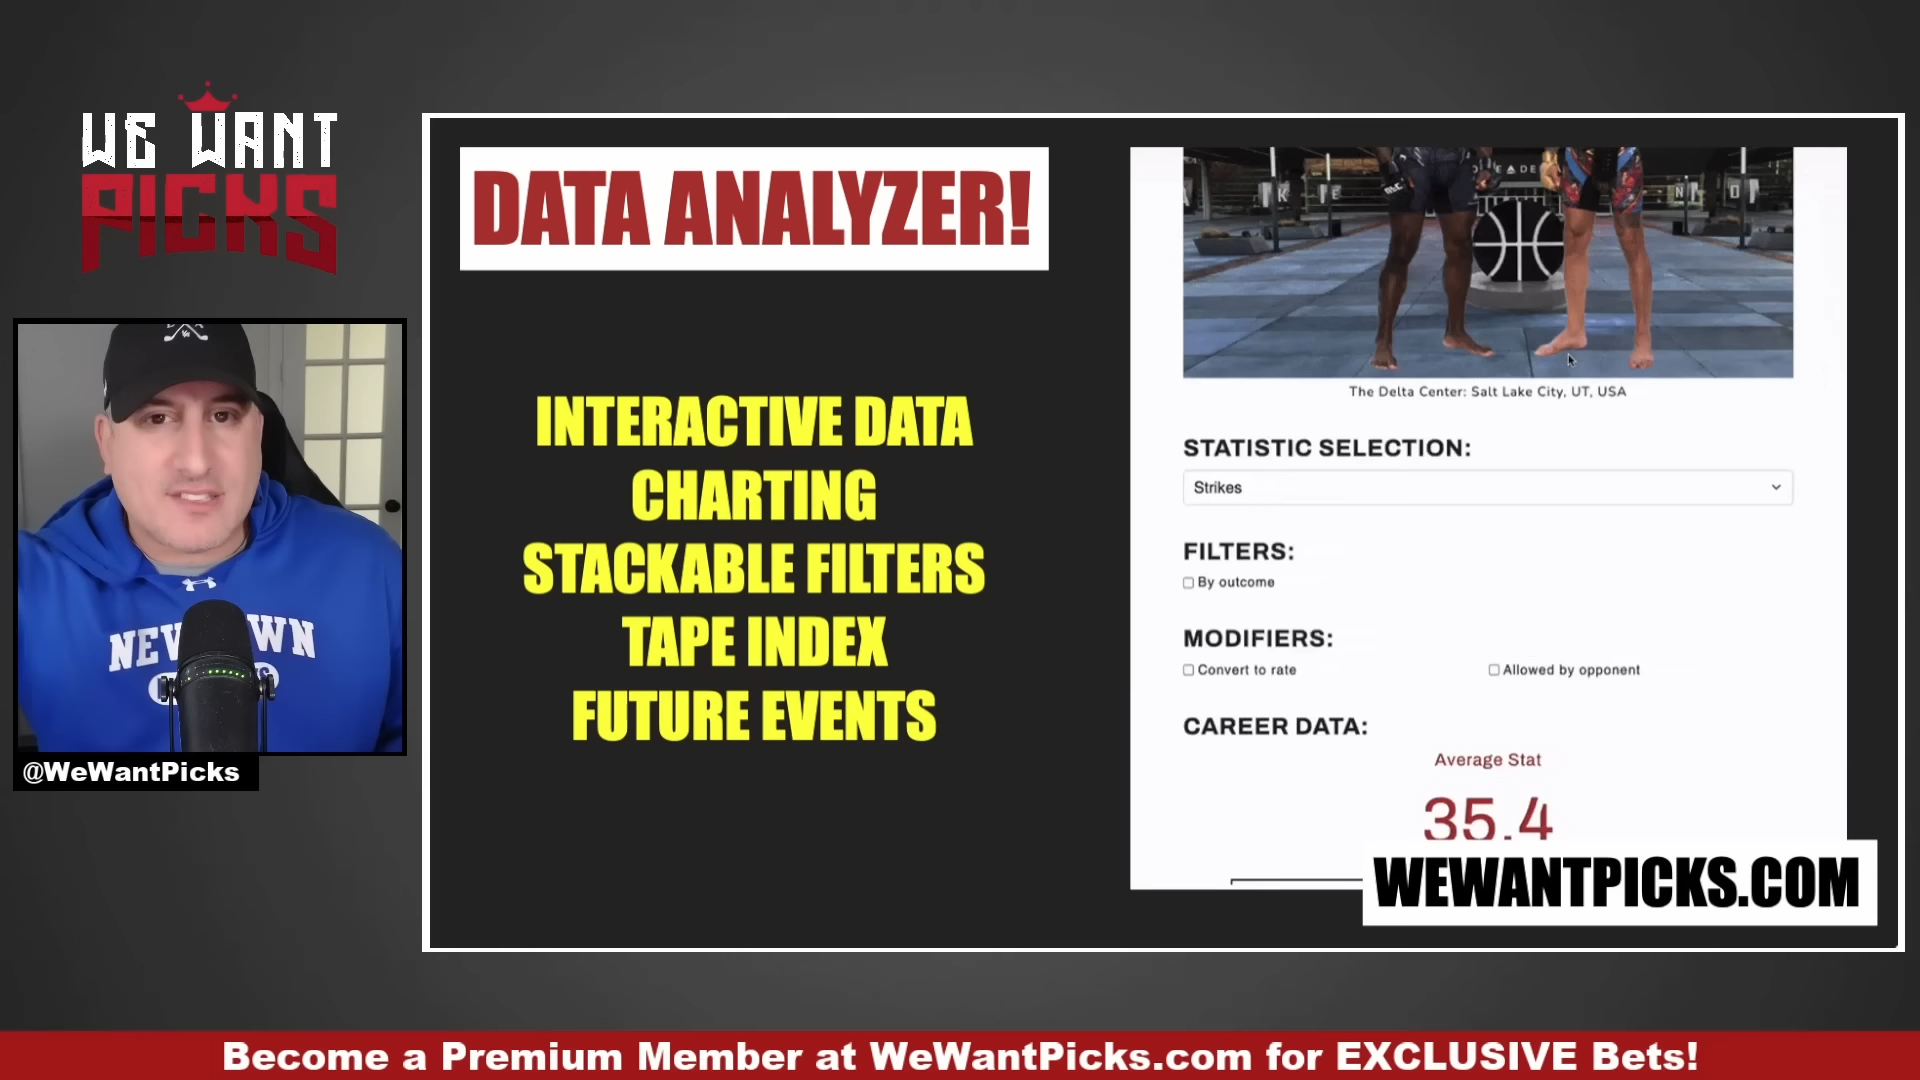 WE WANT
PICKS
DATA ANALYZER!
INTERACTIVE DATA
CHARTING
STACKABLE FILTERS
TAPE INDEX
FUTURE EVENTS
The Delta Center: Salt Lake City, UT, USA
STATISTIC SELECTION:
Strikes
FILTERS:
By outcome
MODIFIERS:
Convert to rate
Allowed by opponent
CAREER DATA:
Average Stat
35.4
WEWANTPICKS.COM
@WeWantPicks
Become a Premium Member at WeWantPicks.com for EXCLUSIVE Bets!